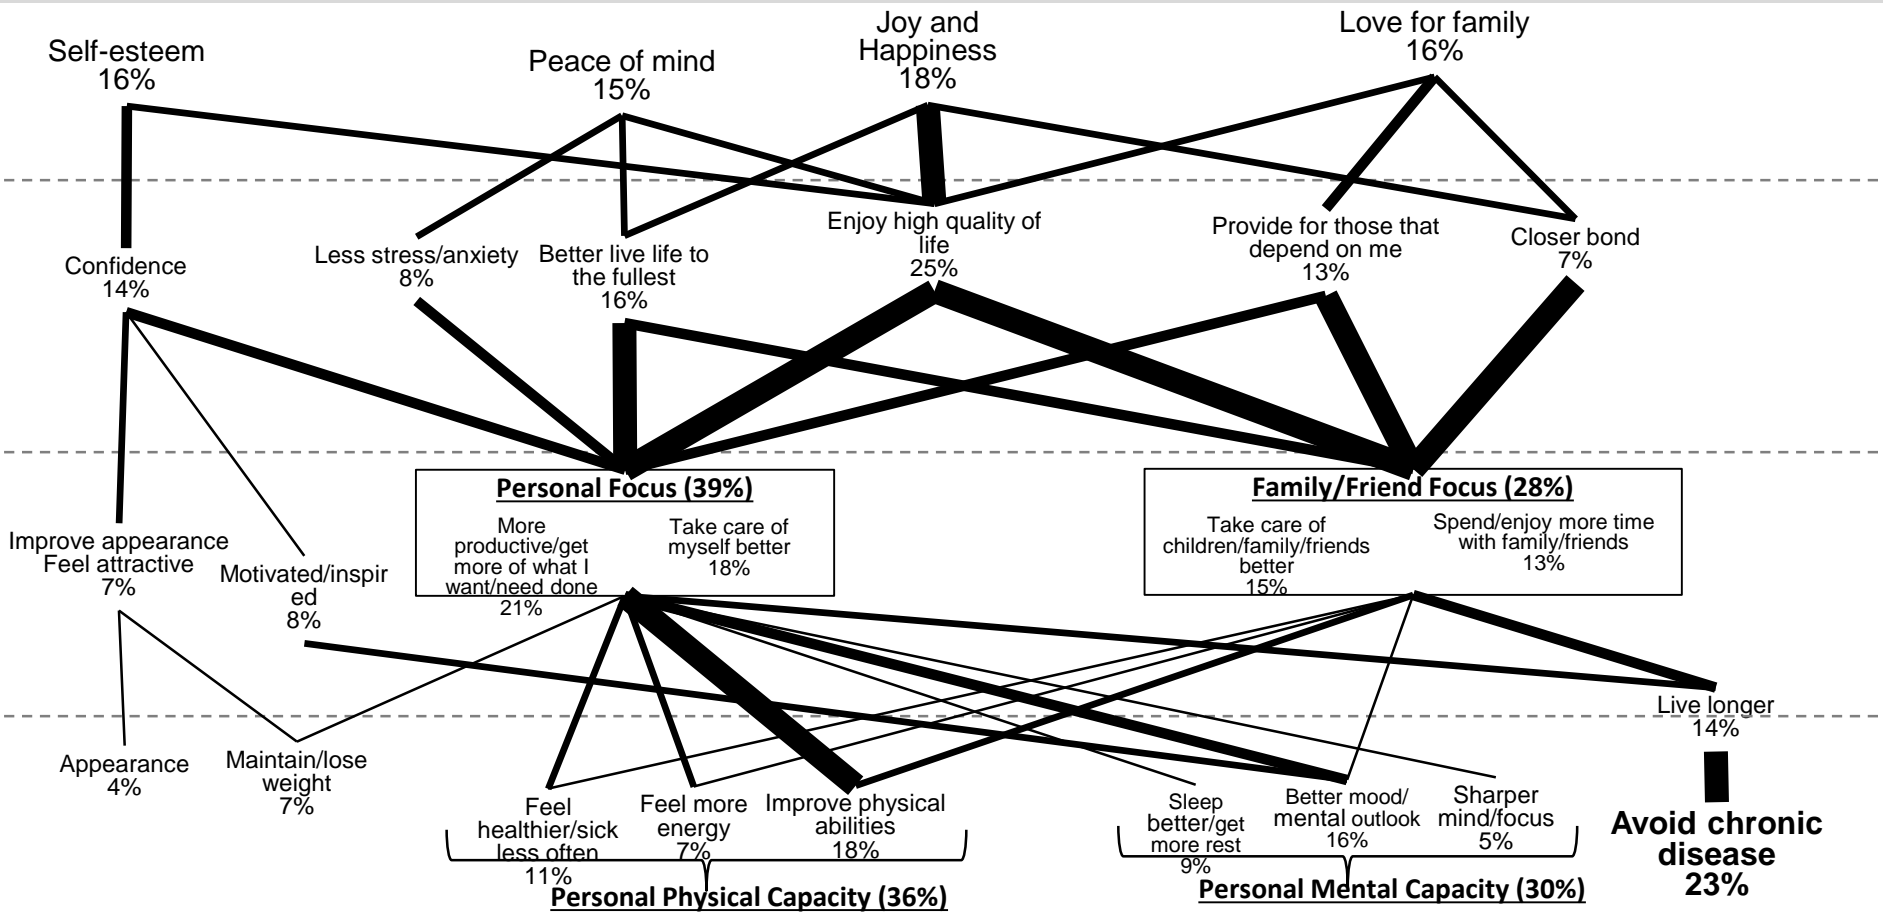 Self-esteem
16%
Peace of mind
15%
Joy and
Happiness
18%
Love for family
16%
Confidence
14%
Less stress/anxiety
8%
Better live life to
the fullest
16%
Enjoy high quality of
life
25%
Provide for those that
depend on me
13%
Closer bond
7%
Improve appearance
Feel attractive
7%
Motivated/inspir
ed
8%
Personal Focus (39%)
More
productive/get
more of what I
want/need done
21%
Take care of
myself better
18%
Family/Friend Focus (28%)
Take care of
children/family/friends
better
15%
Spend/enjoy more time
with family/friends
13%
Live longer
14%
Appearance
4%
Maintain/lose
weight
7%
Feel
healthier/sick
less often
11%
Feel more
energy
7%
Improve physical
abilities
18%
Personal Physical Capacity (36%)
Sleep
better/get
more rest
9%
Better mood/
mental outlook
16%
Sharper
mind/focus
5%
Personal Mental Capacity (30%)
Avoid chronic
disease
23%